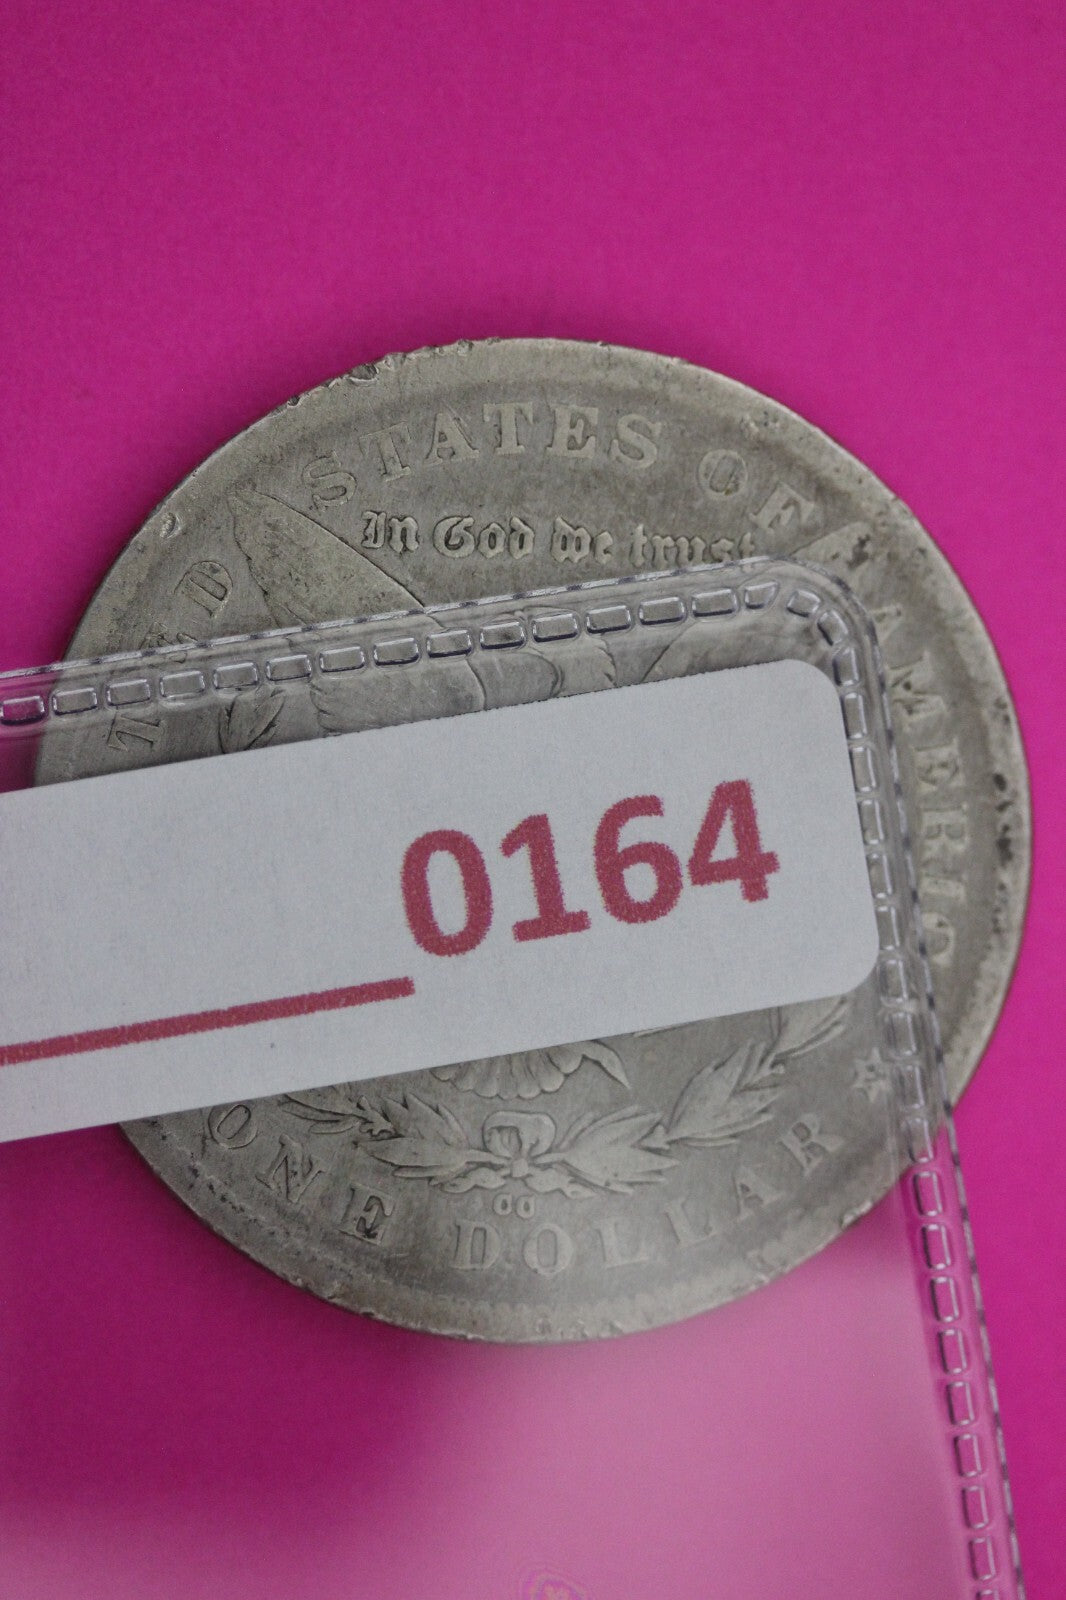 STATES OF AMERIC
In God we trust
0164
ONE DOLLAR
CC